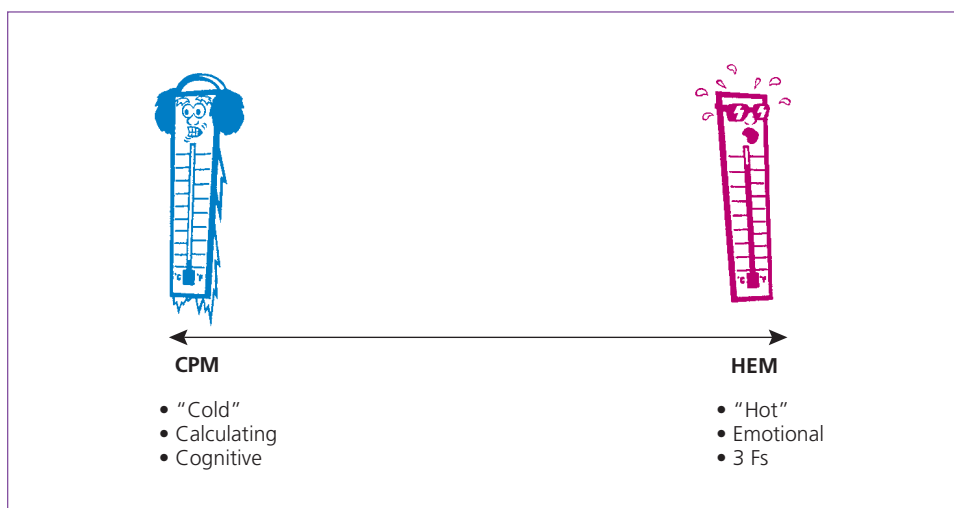 °C °F
°C °F
CPM
HEM
• “Cold”
• Calculating
• Cognitive
• “Hot”
• Emotional
• 3 Fs